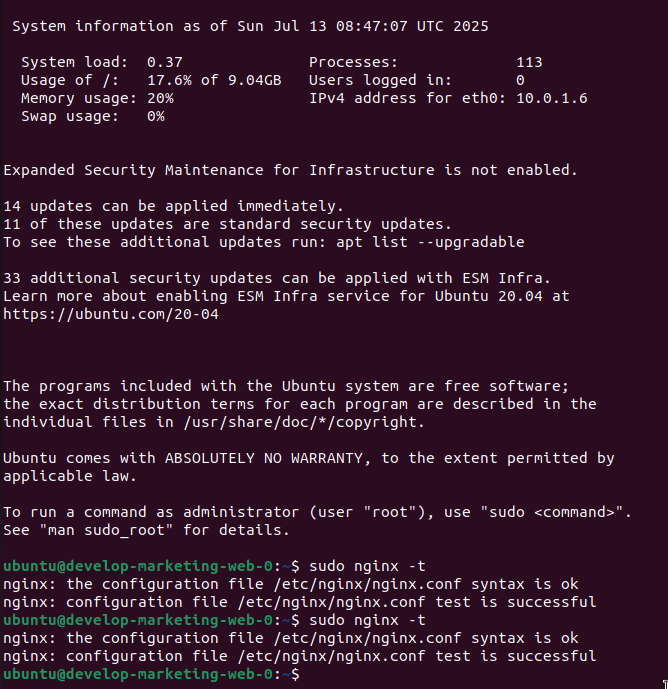 System information as of Sun Jul 13 08:47:07 UTC 2025
System load:  0.37              Processes:             113
Usage of /:   17.6% of 9.04GB   Users logged in:       0
Memory usage: 20%               IPv4 address for eth0: 10.0.1.6
Swap usage:   0%
Expanded Security Maintenance for Infrastructure is not enabled.
14 updates can be applied immediately.
11 of these updates are standard security updates.
To see these additional updates run: apt list --upgradable
33 additional security updates can be applied with ESM Infra.
Learn more about enabling ESM Infra service for Ubuntu 20.04 at
https://ubuntu.com/20-04
The programs included with the Ubuntu system are free software;
the exact distribution terms for each program are described in the
individual files in /usr/share/doc/*/copyright.
Ubuntu comes with ABSOLUTELY NO WARRANTY, to the extent permitted by
applicable law.
To run a command as administrator (user "root"), use "sudo <command>".
See "man sudo_root" for details.
ubuntu@develop-marketing-web-0:~$ sudo nginx -t
nginx: the configuration file /etc/nginx/nginx.conf syntax is ok
nginx: configuration file /etc/nginx/nginx.conf test is successful
ubuntu@develop-marketing-web-0:~$ sudo nginx -t
nginx: the configuration file /etc/nginx/nginx.conf syntax is ok
nginx: configuration file /etc/nginx/nginx.conf test is successful
ubuntu@develop-marketing-web-0:~$